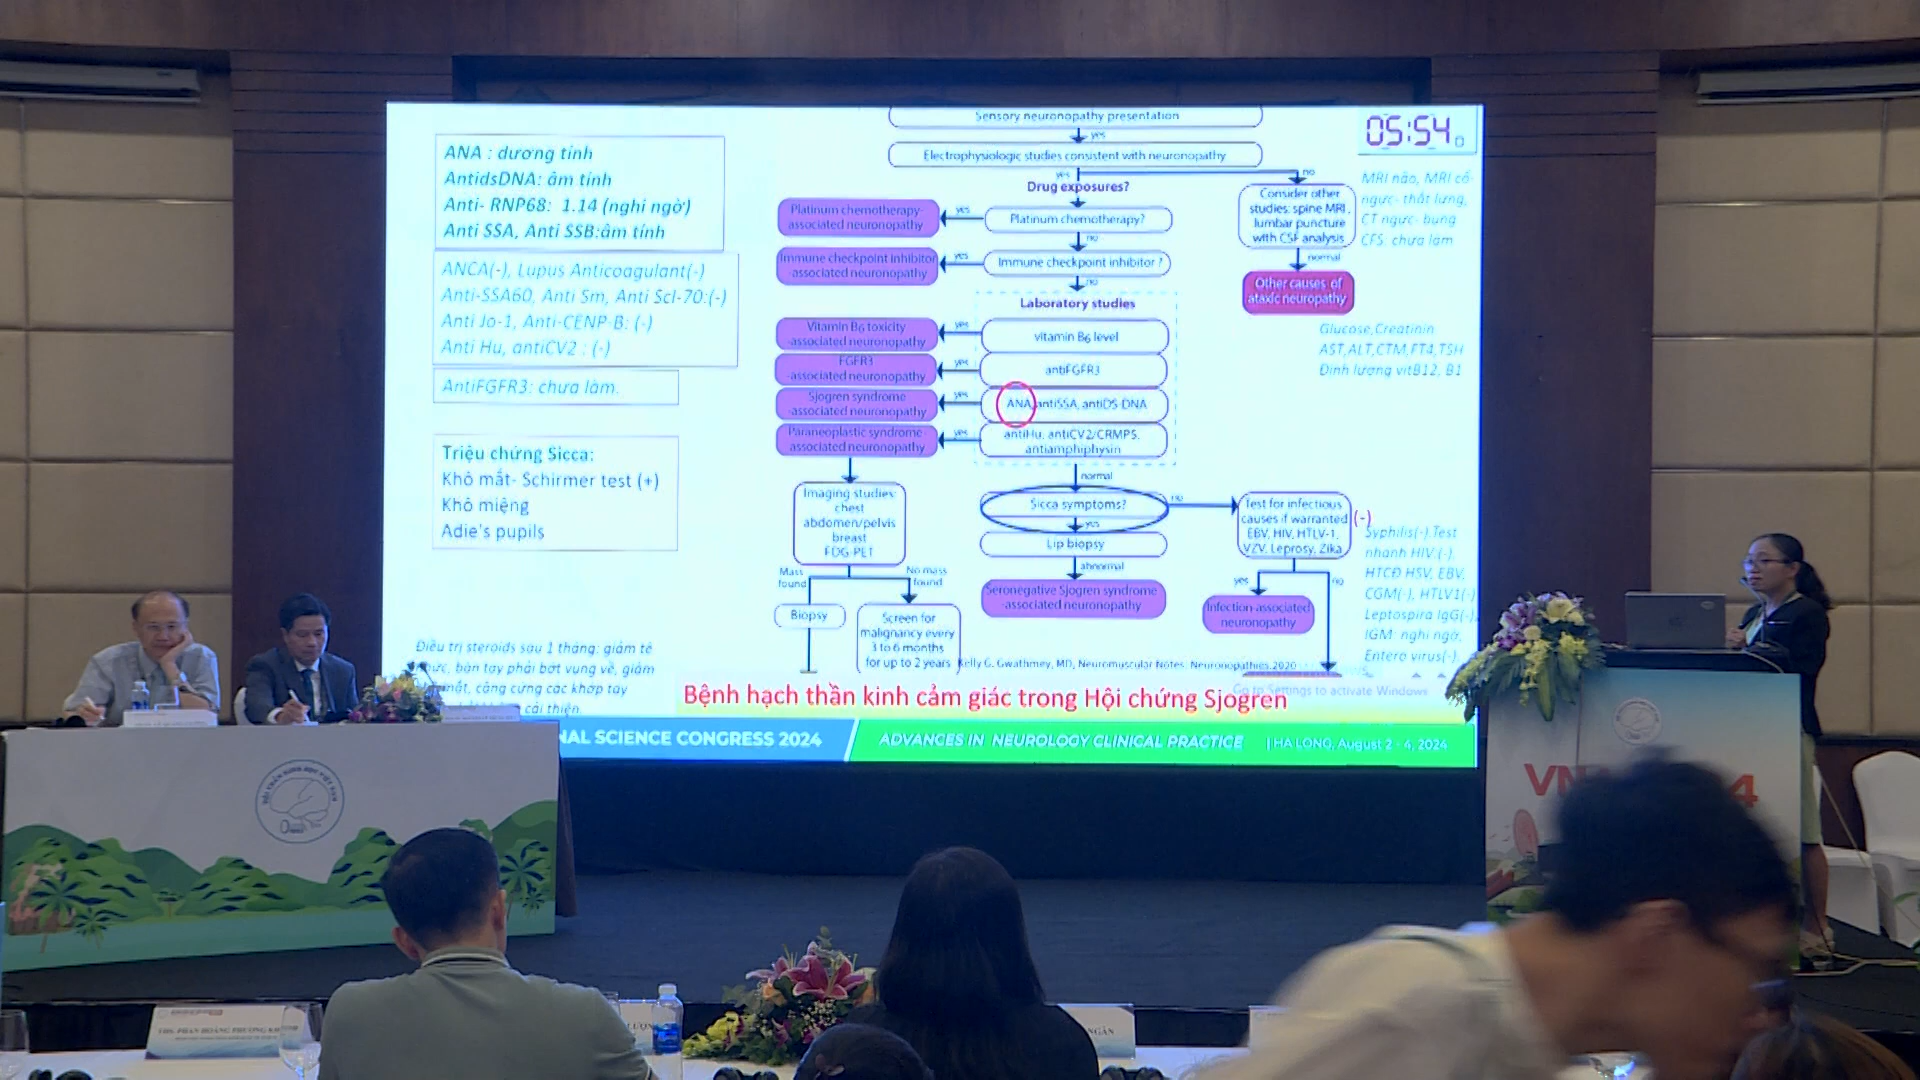 05:54
ANA : dương tính
AntidsDNA: âm tính
Anti- RNP68: 1.14 (nghi ngờ)
Anti SSA, Anti SSB:âm tính
ANCA(-), Lupus Anticoagulant(-)
Anti-SSA60, Anti Sm, Anti Scl-70:(-)
Anti Jo-1, Anti-CENP-B: (-)
Anti Hu, antiCV2 : (-)
AntiFGFR3: chưa làm.
Triệu chứng Sicca:
Khô mắt- Schirmer test (+)
Khô miệng
Adie's pupils
Điều trị steroids sau 1 tháng: giảm tê
bàn tay phải bớt vụng về, giảm
căng cứng các khớp tay
cải thiện.
Sensory neuronopathy presentation
yes
Electrophysiologic studies consistent with neuronopathy
yes
no
Drug exposures?
Platinum chemotherapy-
associated neuronopathy
yes
Platinum chemotherapy?
no
Immune checkpoint inhibitor
-associated neuronopathy
yes
Immune checkpoint inhibitor ?
no
Laboratory studies
Vitamin B6 toxicity
-associated neuronopathy
yes
vitamin B6 level
FGFR3
-associated neuronopathy
yes
antiFGFR3
Sjogren syndrome
-associated neuronopathy
yes
ANA, antiSSA, antiDS-DNA
Paraneoplastic syndrome-
associated neuronopathy
yes
antiHu, antiCV2/CRMP5,
antiamphiphysin
normal
Imaging studies:
chest
abdomen/pelvis
breast
FDG-PET
Mass
found
No mass
found
Biopsy
Screen for
malignancy every
3 to 6 months
for up to 2 years
Sicca symptoms?
no
yes
Lip biopsy
abnormal
Seronegative Sjogren syndrome
-associated neuronopathy
Test for infectious
causes if warranted
EBV, HIV, HTLV-1,
VZV, Leprosy, Zika
(-)
yes
no
Infection-associated
neuronopathy
Consider other
studies: spine MRI,
lumbar puncture
with CSF analysis
normal
Other causes of
ataxic neuropathy
MRI não, MRI cổ-
ngực- thắt lưng,
CT ngực- bụng
CFS: chưa làm
Glucose,Creatinin
AST,ALT,CTM,FT4,TSH
Định lượng vitB12, B1
Syphilis(-).Test
nhanh HIV:(-),
HTCĐ HSV, EBV,
CGM(-), HTLV1(-)
Leptospira IgG(-),
IGM: nghi ngờ,
Entero virus(-).
Kelly G. Gwathmey, MD, Neuromuscular Notes: Neuronopathies.2020
Go to Settings to activate Windows
Bệnh hạch thần kinh cảm giác trong Hội chứng Sjogren
NAL SCIENCE CONGRESS 2024
ADVANCES IN NEUROLOGY CLINICAL PRACTICE
| HA LONG, August 2 - 4, 2024
VN
4
THS. PHAN HOÀNG PHƯƠNG
NGÂN